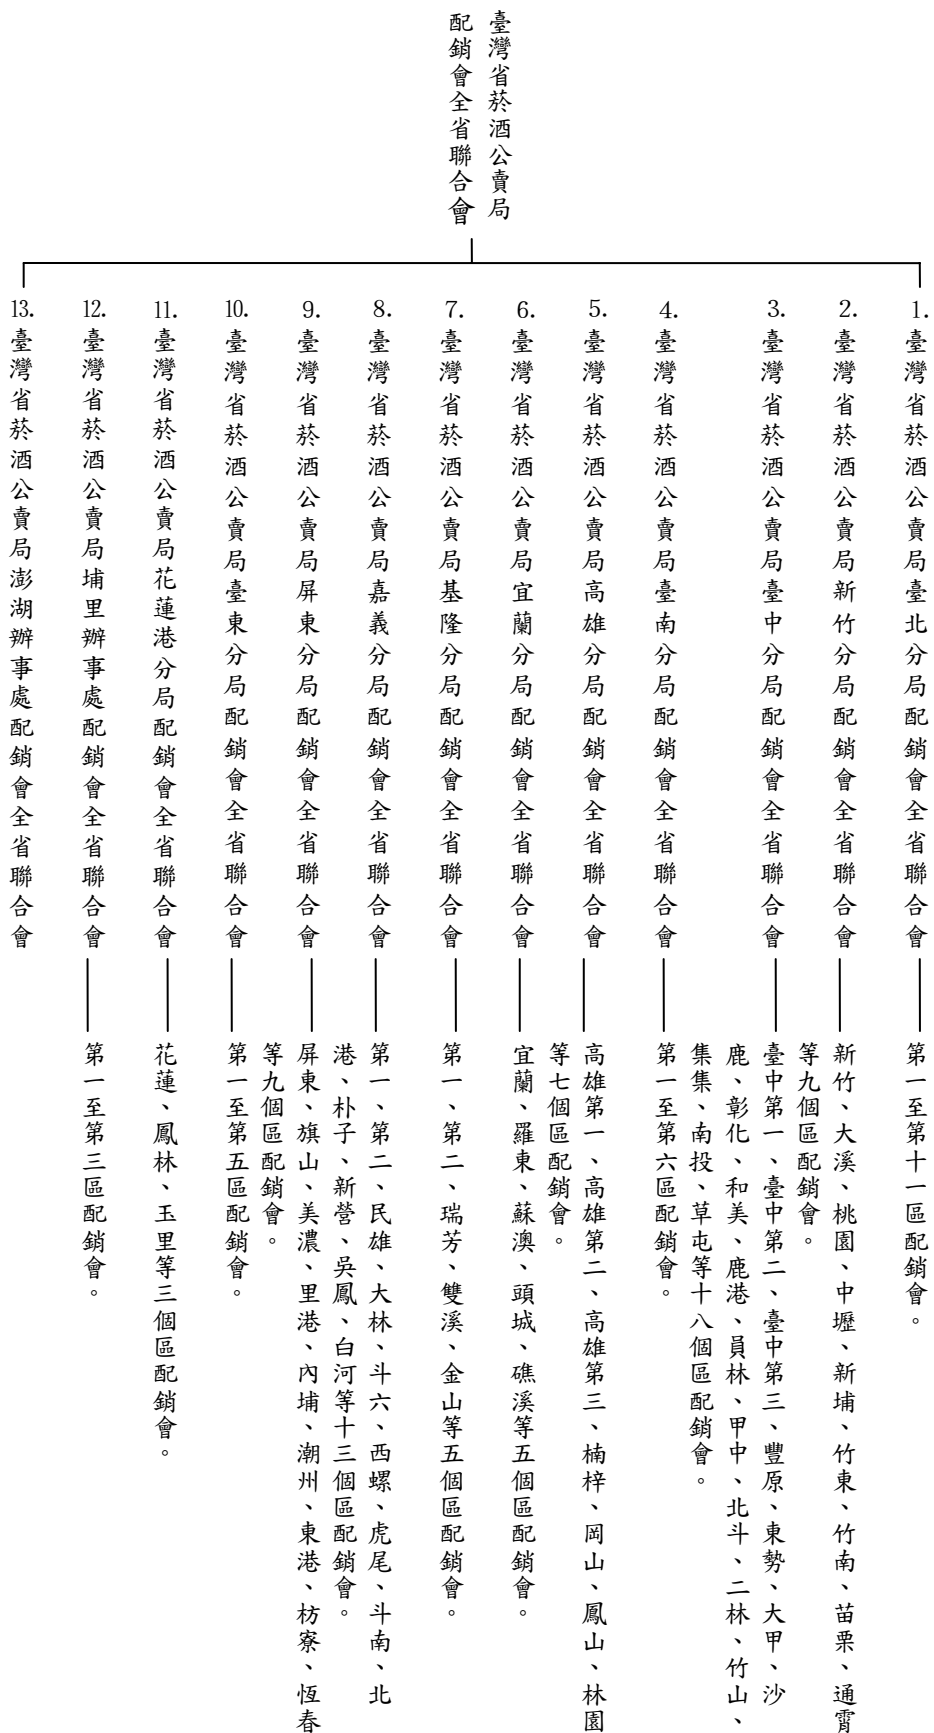 臺灣省菸酒公賣局
配銷會全省聯合會
1.臺灣省菸酒公賣局臺北分局配銷會全省聯合會
第一至第十一區配銷會。
2.臺灣省菸酒公賣局新竹分局配銷會全省聯合會
新竹、大溪、桃園、中壢、新埔、竹東、竹南、苗栗、通霄
等九個區配銷會。
3.臺灣省菸酒公賣局臺中分局配銷會全省聯合會
臺中第一、臺中第二、臺中第三、豐原、東勢、大甲、沙
鹿、彰化、和美、鹿港、員林、甲中、北斗、二林、竹山、
集集、南投、草屯等十八個區配銷會。
4.臺灣省菸酒公賣局臺南分局配銷會全省聯合會
第一至第六區配銷會。
5.臺灣省菸酒公賣局高雄分局配銷會全省聯合會
高雄第一、高雄第二、高雄第三、楠梓、岡山、鳳山、林園
等七個區配銷會。
6.臺灣省菸酒公賣局宜蘭分局配銷會全省聯合會
宜蘭、羅東、蘇澳、頭城、礁溪等五個區配銷會。
7.臺灣省菸酒公賣局基隆分局配銷會全省聯合會
第一、第二、瑞芳、雙溪、金山等五個區配銷會。
8.臺灣省菸酒公賣局嘉義分局配銷會全省聯合會
第一、第二、民雄、大林、斗六、西螺、虎尾、斗南、北
港、朴子、新營、吳鳳、白河等十三個區配銷會。
9.臺灣省菸酒公賣局屏東分局配銷會全省聯合會
屏東、旗山、美濃、里港、內埔、潮州、東港、枋寮、恆春
等九個區配銷會。
10.臺灣省菸酒公賣局臺東分局配銷會全省聯合會
第一至第五區配銷會。
11.臺灣省菸酒公賣局花蓮港分局配銷會全省聯合會
花蓮、鳳林、玉里等三個區配銷會。
12.臺灣省菸酒公賣局埔里辦事處配銷會全省聯合會
第一至第三區配銷會。
13.臺灣省菸酒公賣局澎湖辦事處配銷會全省聯合會